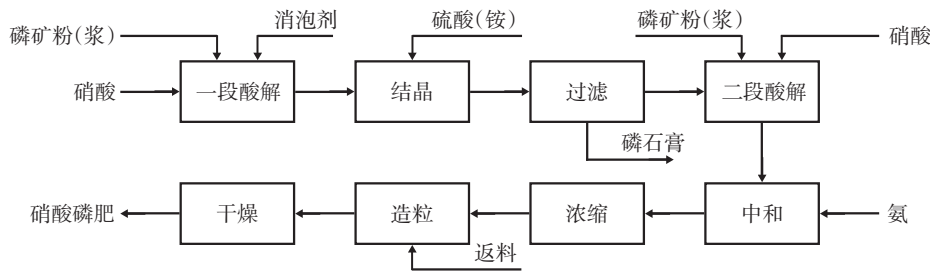 消泡剂
硫酸(铵)
磷矿粉(浆)
磷矿粉(浆)
硝酸
硝酸
一段酸解
结晶
过滤
二段酸解
磷石膏
硝酸磷肥
干燥
造粒
浓缩
中和
氨
返料